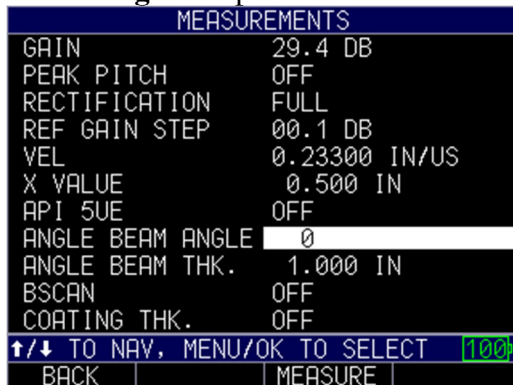 MEASUREMENTS
GAIN 29.4 DB
PEAK PITCH OFF
RECTIFICATION FULL
REF GAIN STEP 00.1 DB
VEL 0.23300 IN/US
X VALUE 0.500 IN
API 5UE OFF
ANGLE BEAM ANGLE 0
ANGLE BEAM THK. 1.000 IN
BSCAN OFF
COATING THK. OFF
↑/↓ TO NAV, MENU/OK TO SELECT 100
BACK MEASURE